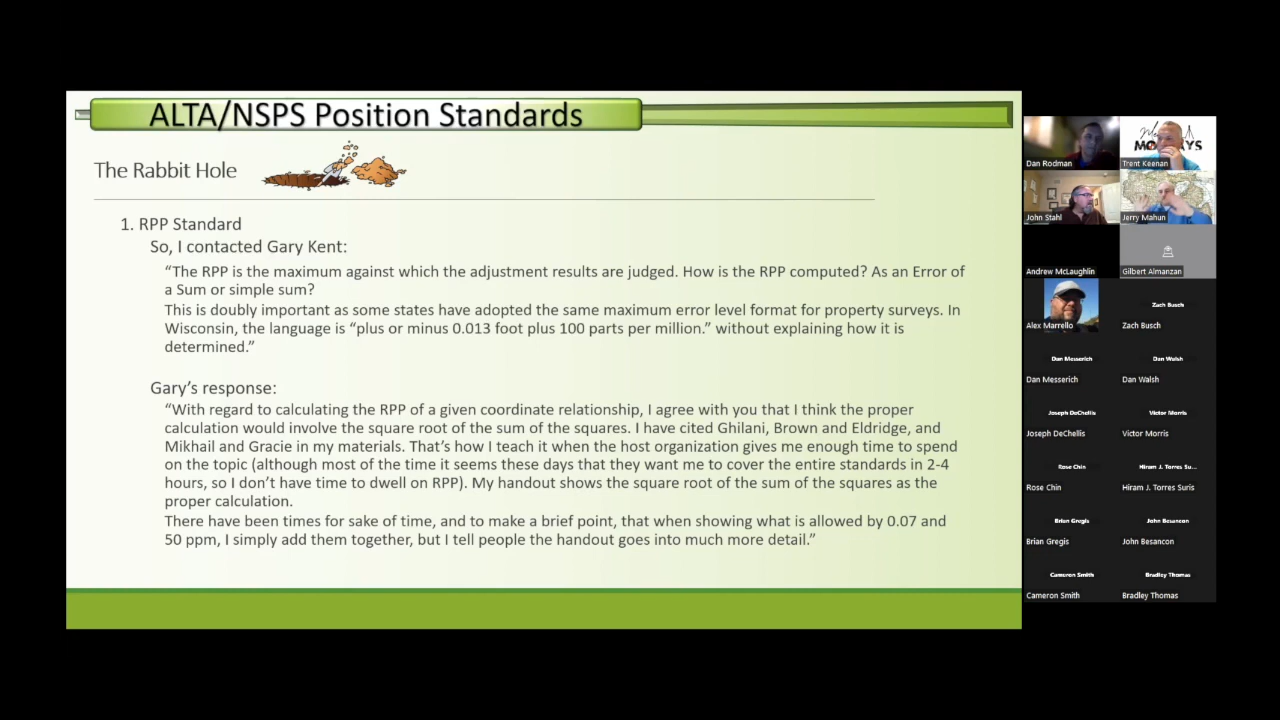 ALTA/NSPS Position Standards
The Rabbit Hole
1. RPP Standard
So, I contacted Gary Kent:
“The RPP is the maximum against which the adjustment results are judged. How is the RPP computed? As an Error of
a Sum or simple sum?
This is doubly important as some states have adopted the same maximum error level format for property surveys. In
Wisconsin, the language is “plus or minus 0.013 foot plus 100 parts per million.” without explaining how it is
determined.”
Gary’s response:
“With regard to calculating the RPP of a given coordinate relationship, I agree with you that I think the proper
calculation would involve the square root of the sum of the squares. I have cited Ghilani, Brown and Eldridge, and
Mikhail and Gracie in my materials. That’s how I teach it when the host organization gives me enough time to spend
on the topic (although most of the time it seems these days that they want me to cover the entire standards in 2-4
hours, so I don’t have time to dwell on RPP). My handout shows the square root of the sum of the squares as the
proper calculation.
There have been times for sake of time, and to make a brief point, that when showing what is allowed by 0.07 and
50 ppm, I simply add them together, but I tell people the handout goes into much more detail.”
Dan Rodman
Trent Keenan
John Stahl
Jerry Mahun
Andrew McLaughlin
Gilbert Almanzan
Alex Marrello
Zach Busch
Zach Busch
Dan Messerich
Dan Walsh
Dan Messerich
Dan Walsh
Joseph DeChellis
Victor Morris
Joseph DeChellis
Victor Morris
Rose Chin
Hiram J. Torres Su...
Rose Chin
Hiram J. Torres Suris
Brian Gregis
John Besancon
Brian Gregis
John Besancon
Cameron Smith
Bradley Thomas
Cameron Smith
Bradley Thomas